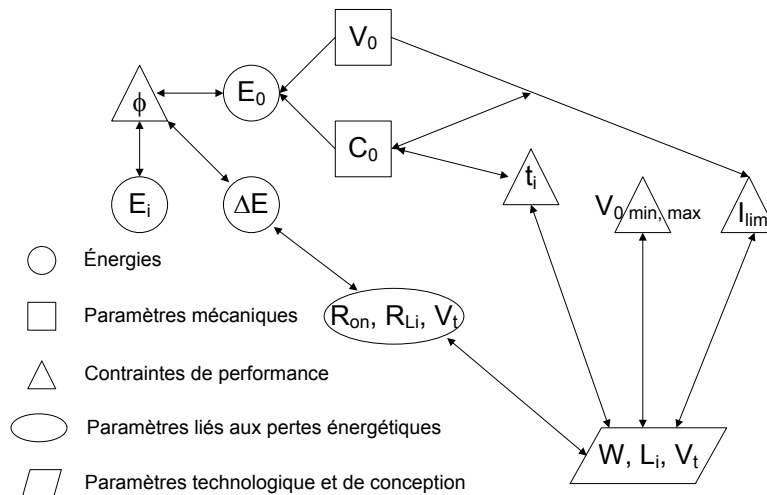 V₀
ϕ
E₀
C₀
tᵢ
V₀ min, max
Iₗᵢₘ
Eᵢ
ΔE
Énergies
Paramètres mécaniques
Rₒₙ, R_Li, Vₜ
Contraintes de performance
Paramètres liés aux pertes énergétiques
W, Lᵢ, Vₜ
Paramètres technologique et de conception